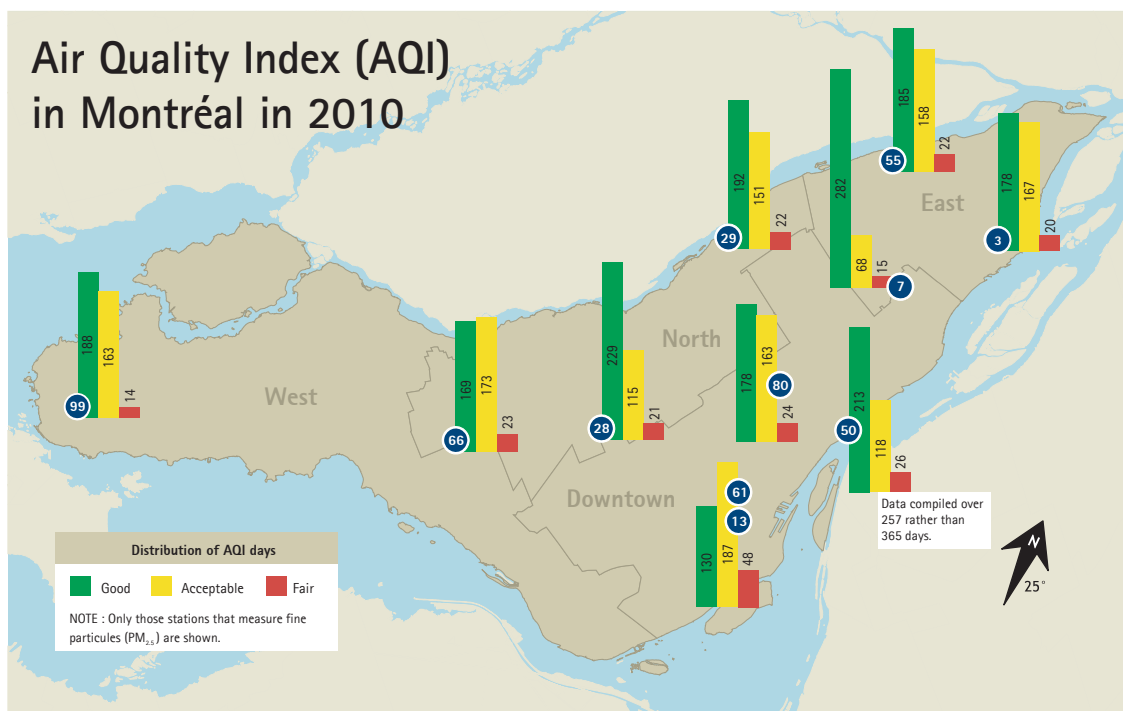 Air Quality Index (AQI)
in Montréal in 2010
185
158
22
55
East
178
167
20
3
192
151
22
29
282
68
15
7
188
163
14
99
West
169
173
23
66
229
115
21
28
North
178
163
24
80
213
118
26
50
Data compiled over
257 rather than
365 days.
Downtown
130
187
48
61
13
N
25°
Distribution of AQI days
Good
Acceptable
Fair
NOTE : Only those stations that measure fine
particules (PM2.5) are shown.